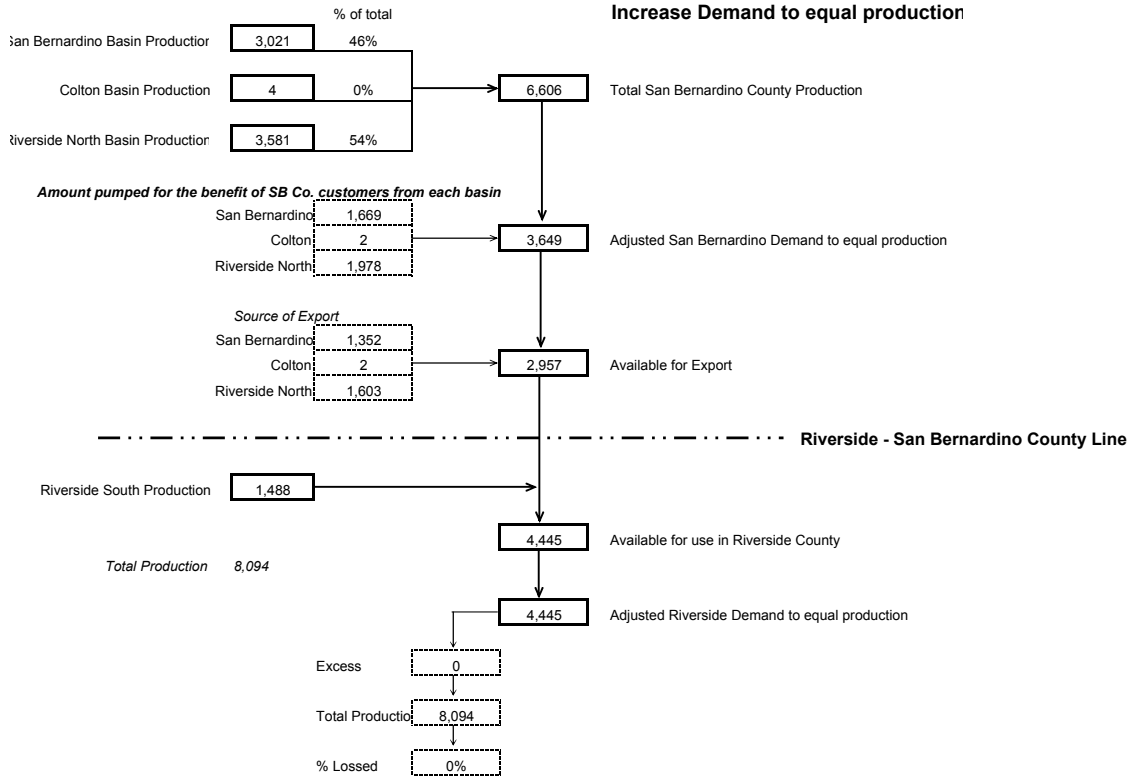 % of total
Increase Demand to equal production
San Bernardino Basin Production 3,021 46%
Colton Basin Production 4 0% 6,606 Total San Bernardino County Production
Riverside North Basin Production 3,581 54%
Amount pumped for the benefit of SB Co. customers from each basin
San Bernardino 1,669
Colton 2 3,649 Adjusted San Bernardino Demand to equal production
Riverside North 1,978
Source of Export
San Bernardino 1,352
Colton 2 2,957 Available for Export
Riverside North 1,603
Riverside - San Bernardino County Line
Riverside South Production 1,488
4,445 Available for use in Riverside County
Total Production 8,094
4,445 Adjusted Riverside Demand to equal production
Excess 0
Total Productio 8,094
% Lossed 0%